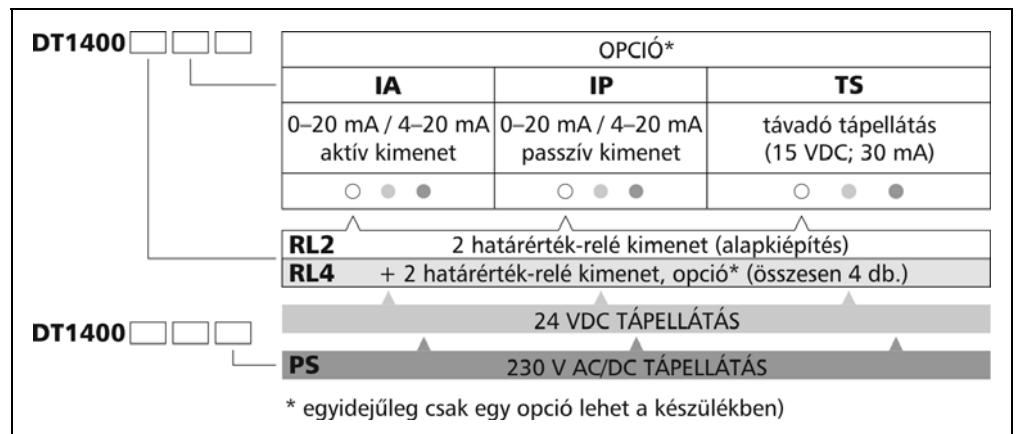 DT1400
OPCIÓ*
IA IP TS
0–20 mA / 4–20 mA 0–20 mA / 4–20 mA távadó tápellátás
aktív kimenet passzív kimenet (15 VDC; 30 mA)
RL2 2 határérték-relé kimenet (alapkiépítés)
RL4 + 2 határérték-relé kimenet, opció* (összesen 4 db.)
24 VDC TÁPELLÁTÁS
DT1400
PS 230 V AC/DC TÁPELLÁTÁS
* egyidejűleg csak egy opció lehet a készülékben)